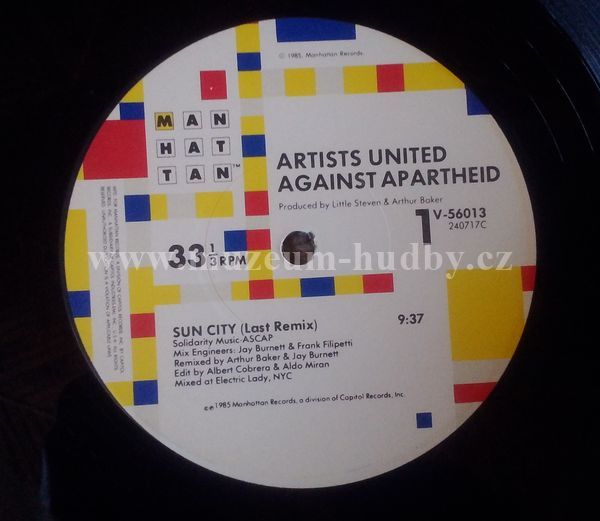 © 1985, Manhattan Records.
MAN
HAT
TAN™
ARTISTS UNITED
AGAINST APARTHEID
Produced by Little Steven & Arthur Baker
1
V-56013
240717C
33 1/3 RPM
www.muzeum-hudby.cz
SUN CITY (Last Remix)
9:37
Solidarity Music-ASCAP
Mix Engineers: Jay Burnett & Frank Filipetti
Remixed by Arthur Baker & Jay Burnett
Edit by Albert Cobrera & Aldo Miran
Mixed at Electric Lady, NYC
℗©1985 Manhattan Records, a division of Capitol Records, Inc.